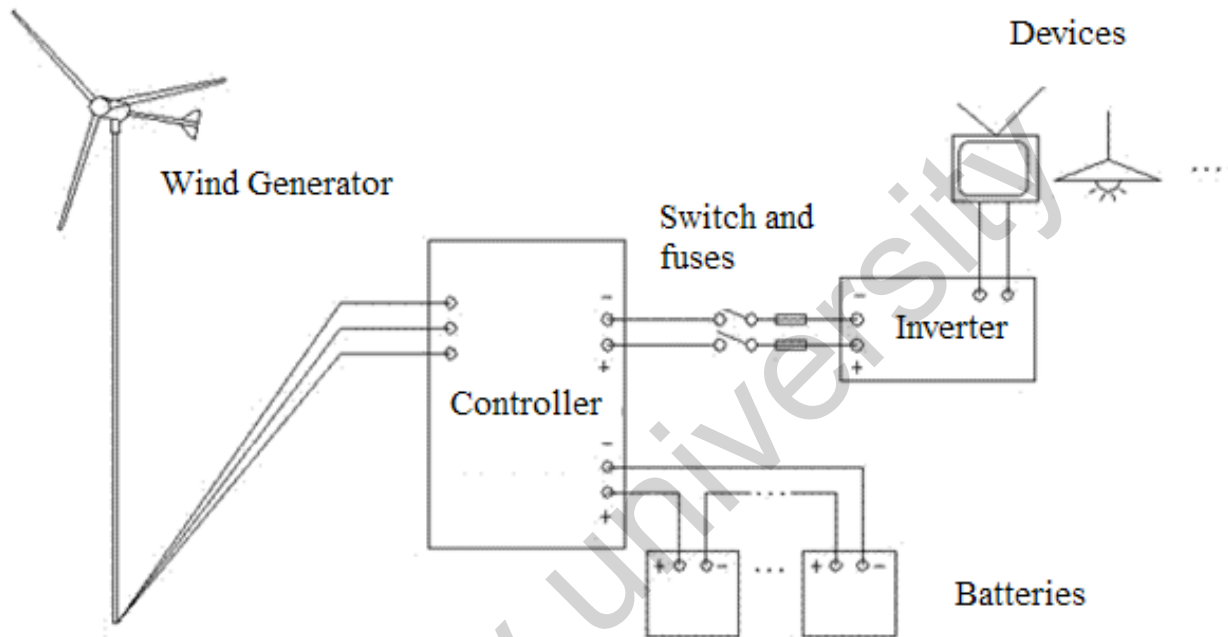 Devices
Wind Generator
...
Switch and
fuses
-
-
Inverter
+
+
Controller
-
+
+ - ... + -
...
Batteries
university